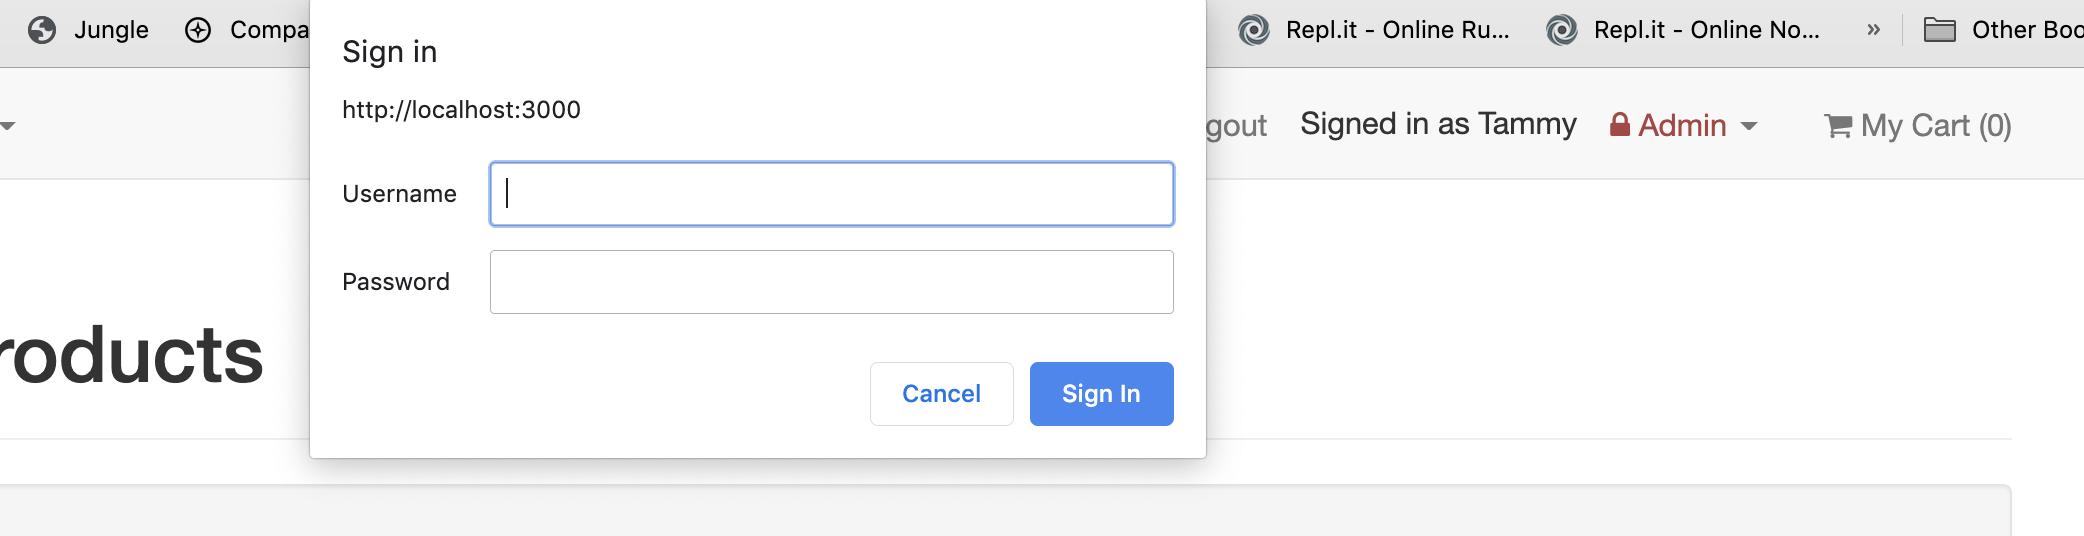 Jungle Compa Repl.it - Online Ru... Repl.it - Online No... » Other Boo
Sign in
http://localhost:3000
gout Signed in as Tammy Admin My Cart (0)
Username
Password
roducts
Cancel Sign In